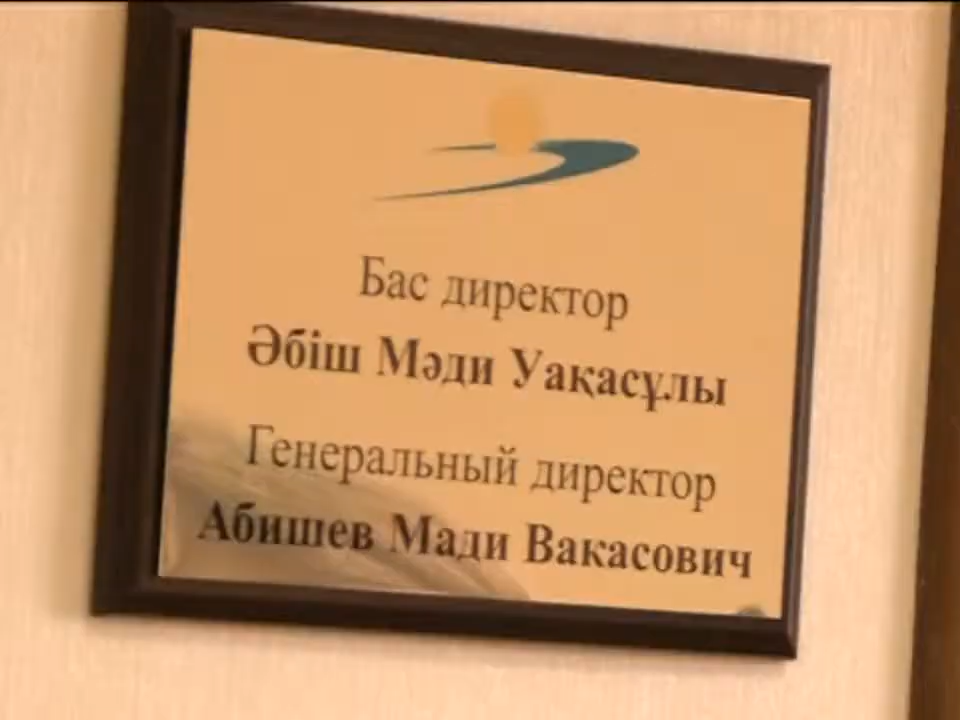 Бас директор
Әбіш Мәди Уақасұлы
Генеральный директор
Абишев Мади Вакасович